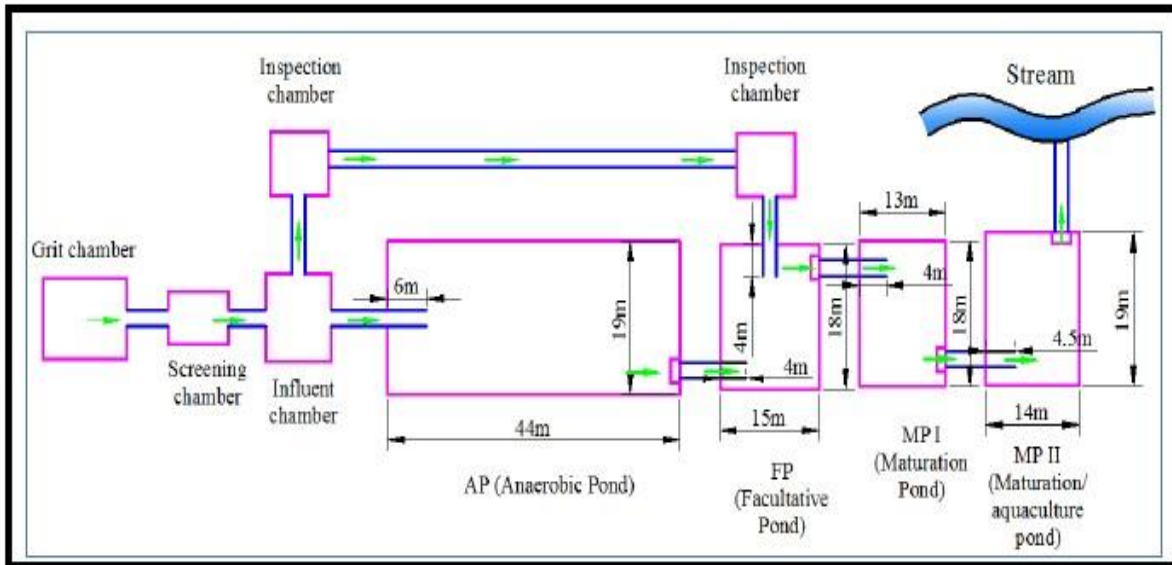 Inspection
chamber
Inspection
chamber
Stream
Grit chamber
13m
6m
4m
19m
4m
18m
18m
19m
4m
4.5m
Screening
chamber
Influent
chamber
44m
15m
14m
AP (Anaerobic Pond)
FP
(Facultative
Pond)
MP I
(Maturation
Pond)
MP II
(Maturation/
aquaculture
pond)